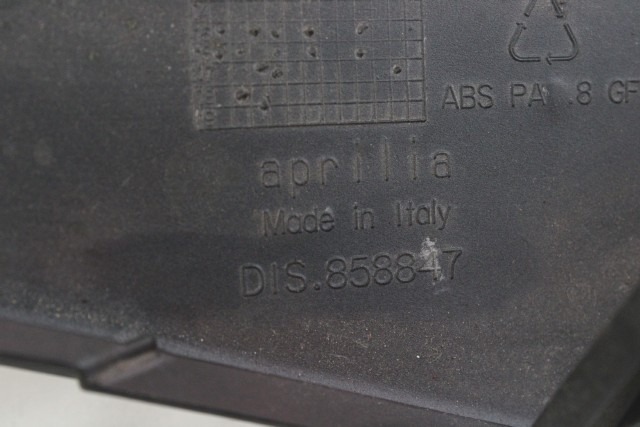 ABS PA .8 GF
aprilia
Made in Italy
DIS.858847